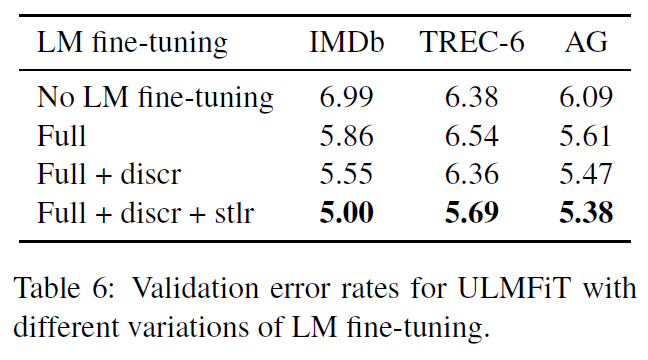 LM fine-tuning IMDb TREC-6 AG
No LM fine-tuning 6.99 6.38 6.09
Full 5.86 6.54 5.61
Full + discr 5.55 6.36 5.47
Full + discr + stlr 5.00 5.69 5.38
Table 6: Validation error rates for ULMFiT with
different variations of LM fine-tuning.